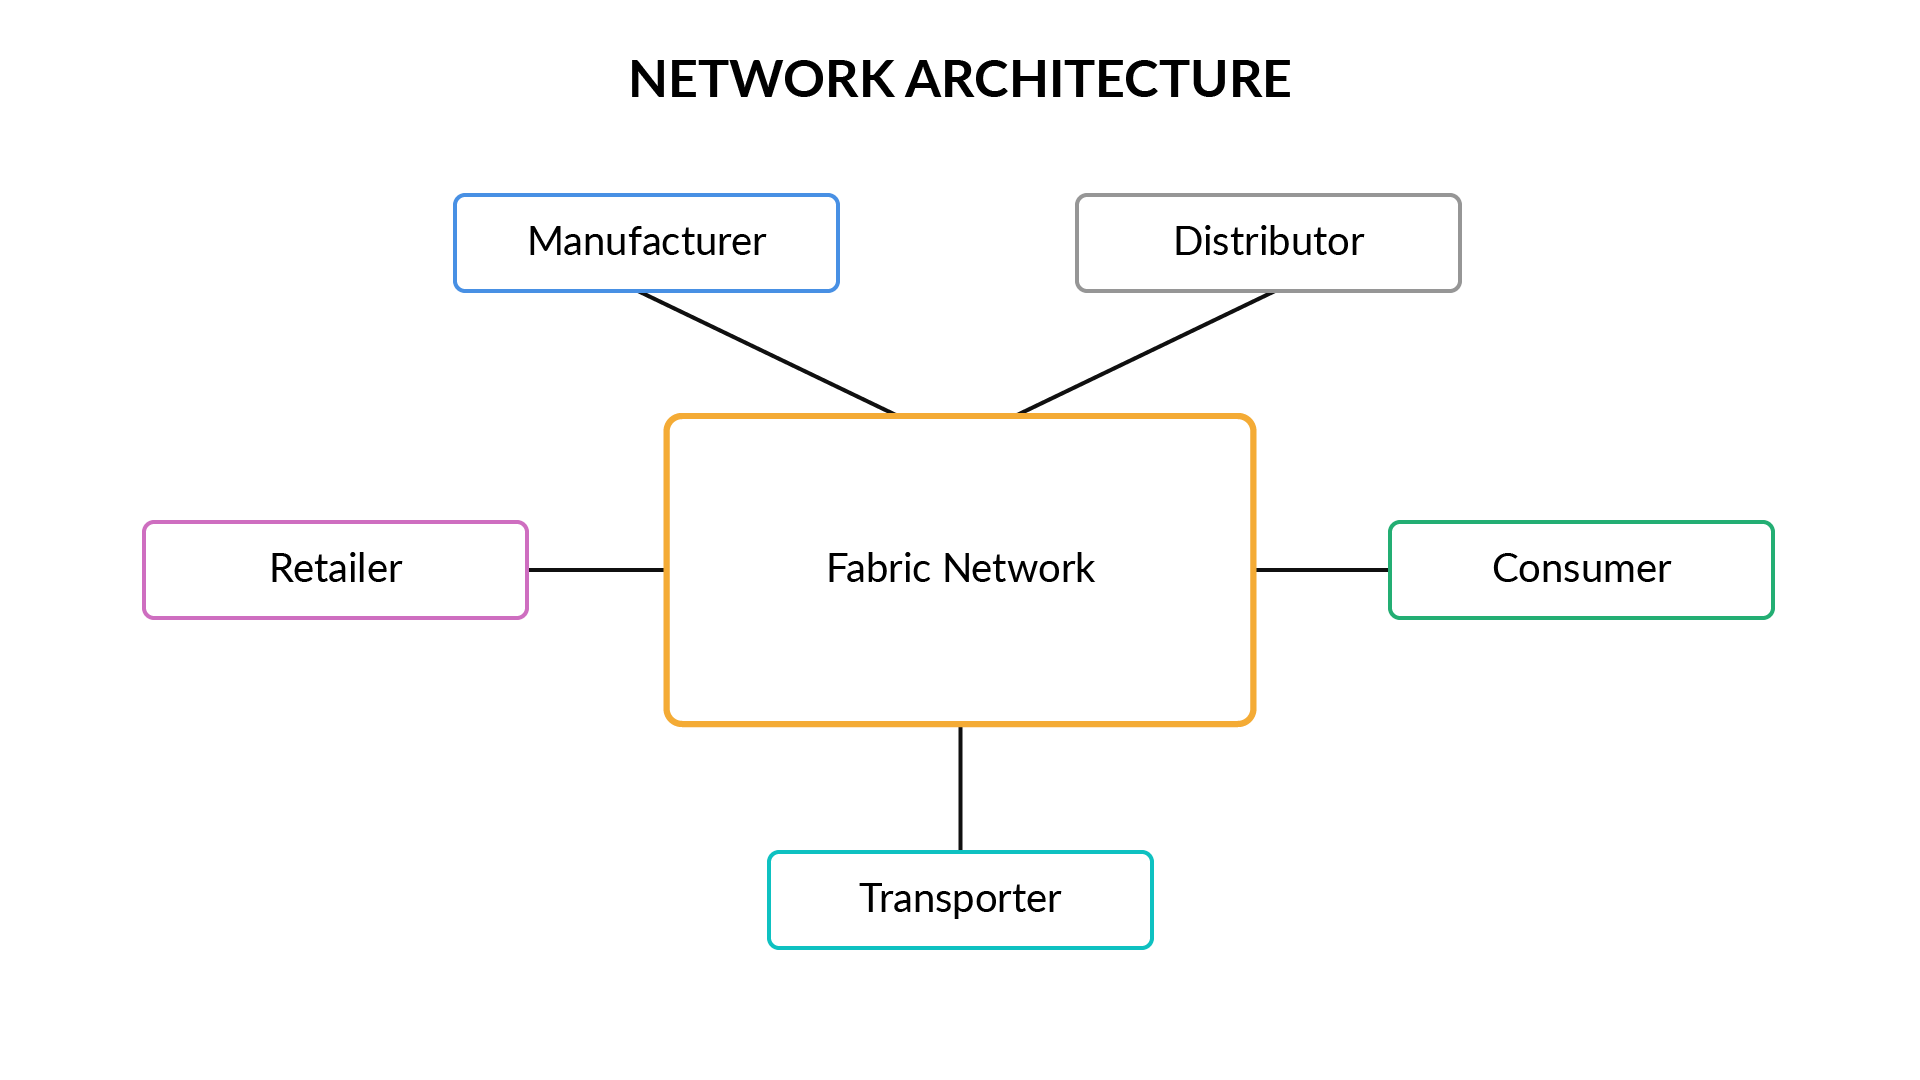 NETWORK ARCHITECTURE
Manufacturer
Distributor
Retailer
Fabric Network
Consumer
Transporter